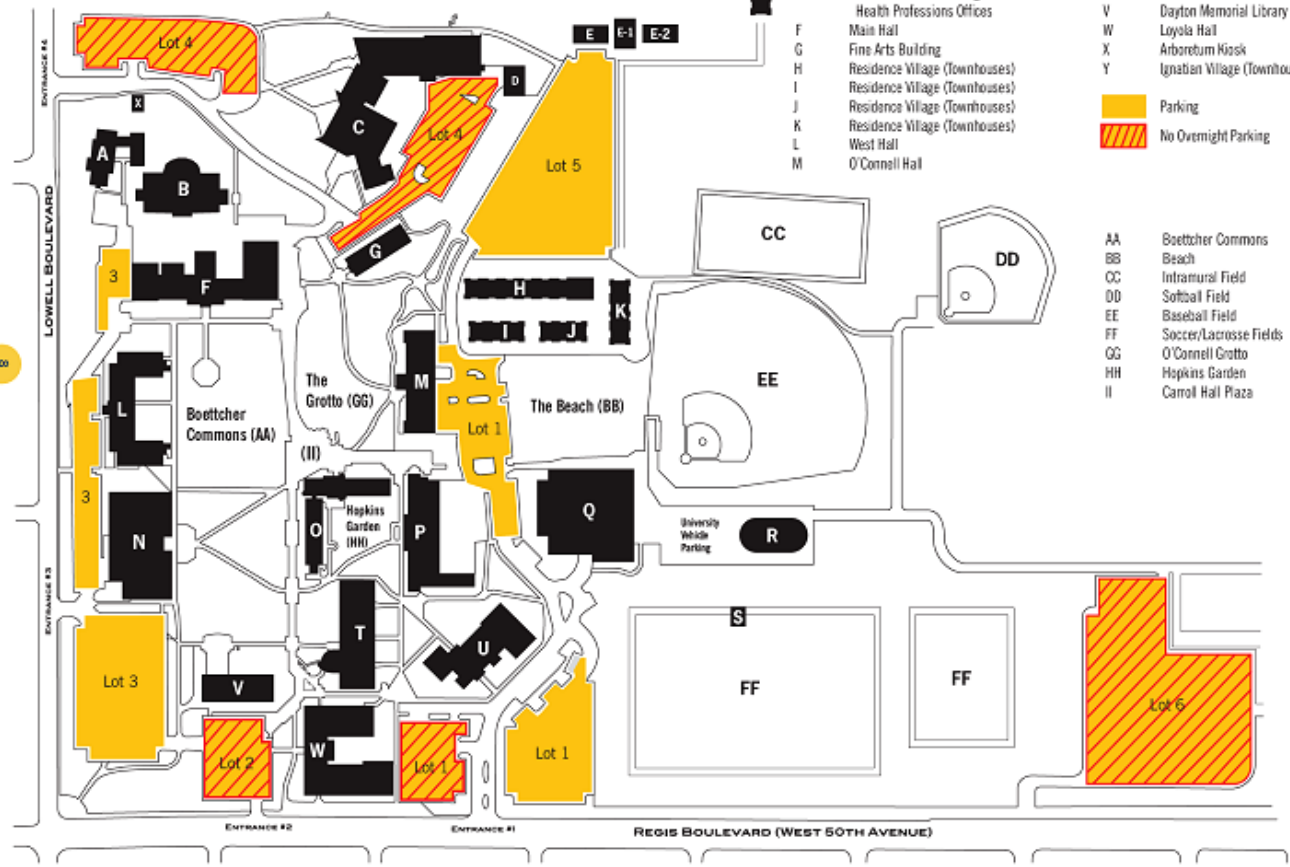 Health Professions Offices
F Main Hall
G Fine Arts Building
H Residence Village (Townhouses)
I Residence Village (Townhouses)
J Residence Village (Townhouses)
K Residence Village (Townhouses)
L West Hall
M O'Connell Hall
V Dayton Memorial Library
W Loyola Hall
X Arboretum Kiosk
Y Ignatian Village (Townhou
Parking
No Overnight Parking
AA Boettcher Commons
BB Beach
CC Intramural Field
DD Softball Field
EE Baseball Field
FF Soccer/Lacrosse Fields
GG O'Connell Grotto
HH Hopkins Garden
II Carroll Hall Plaza
ENTRANCE #4
Lot 4
E
E-1
E-2
D
X
C
Lot 4
Lot 5
A
B
LOWELL BOULEVARD
G
CC
DD
3
F
H
K
I
J
8
L
Boettcher
Commons (AA)
The
Grotto (GG)
M
Lot 1
The Beach (BB)
EE
(II)
3
N
O
Hopkins
Garden
(HH)
P
Q
University
Vehicle
Parking
R
ENTRANCE #3
T
U
S
Lot 3
V
FF
FF
Lot 6
Lot 2
W
Lot 1
Lot 1
ENTRANCE #2
ENTRANCE #1
REGIS BOULEVARD (WEST 50TH AVENUE)